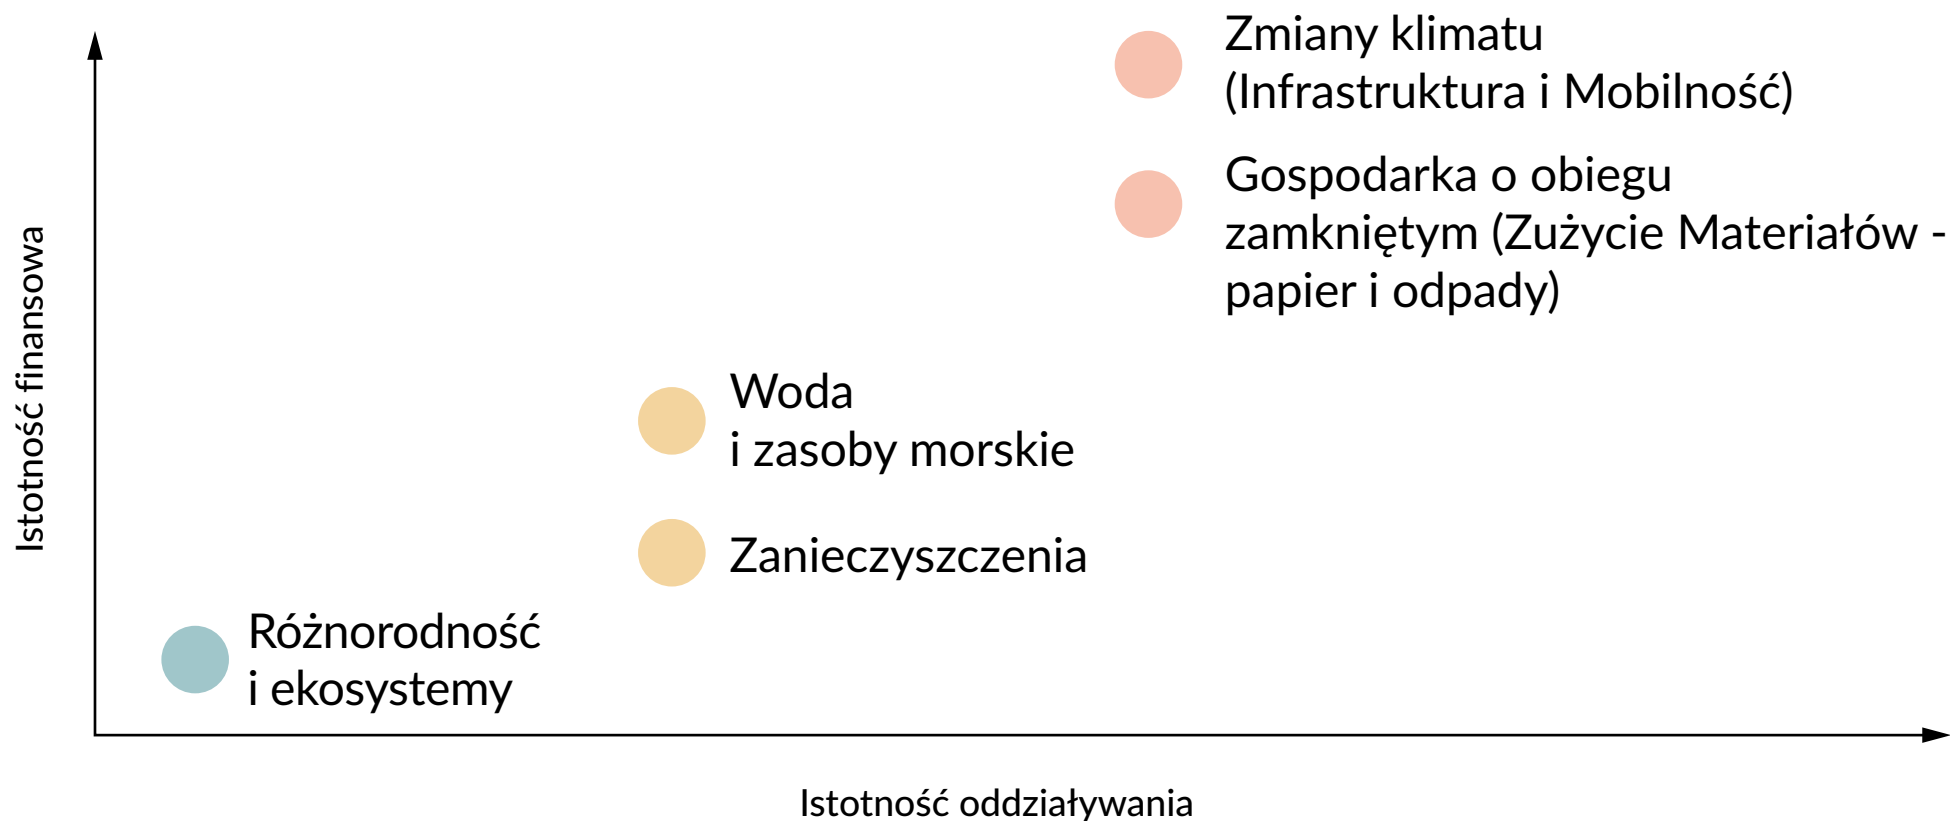 Zmiany klimatu
(Infrastruktura i Mobilność)
Gospodarka o obiegu
zamkniętym (Zużycie Materiałów -
papier i odpady)
Istotność finansowa
Woda
i zasoby morskie
Zanieczyszczenia
Różnorodność
i ekosystemy
Istotność oddziaływania